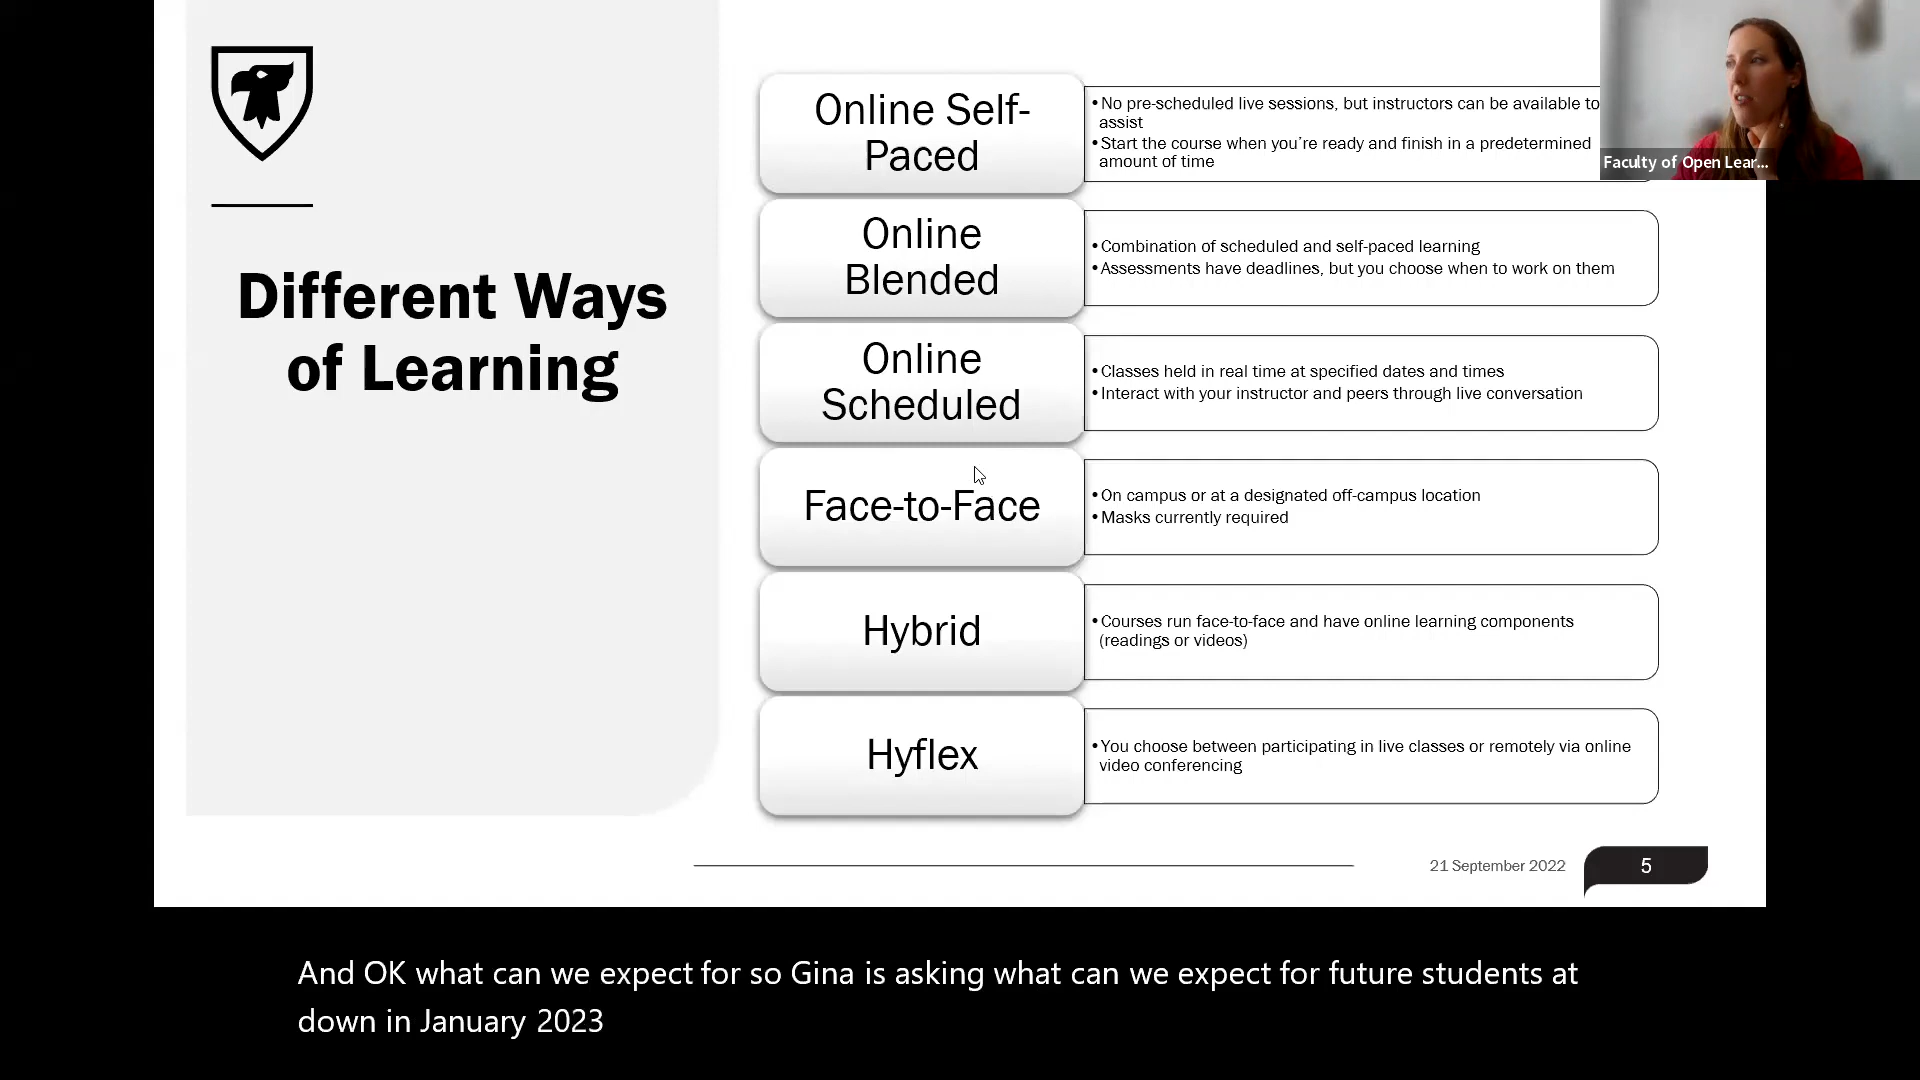 Different Ways
of Learning
Online Self-
Paced
•No pre-scheduled live sessions, but instructors can be available to
assist
•Start the course when you’re ready and finish in a predetermined
amount of time
Faculty of Open Lear...
Online
Blended
•Combination of scheduled and self-paced learning
•Assessments have deadlines, but you choose when to work on them
Online
Scheduled
•Classes held in real time at specified dates and times
•Interact with your instructor and peers through live conversation
Face-to-Face
•On campus or at a designated off-campus location
•Masks currently required
Hybrid
•Courses run face-to-face and have online learning components
(readings or videos)
Hyflex
•You choose between participating in live classes or remotely via online
video conferencing
21 September 2022
5
And OK what can we expect for so Gina is asking what can we expect for future students at
down in January 2023